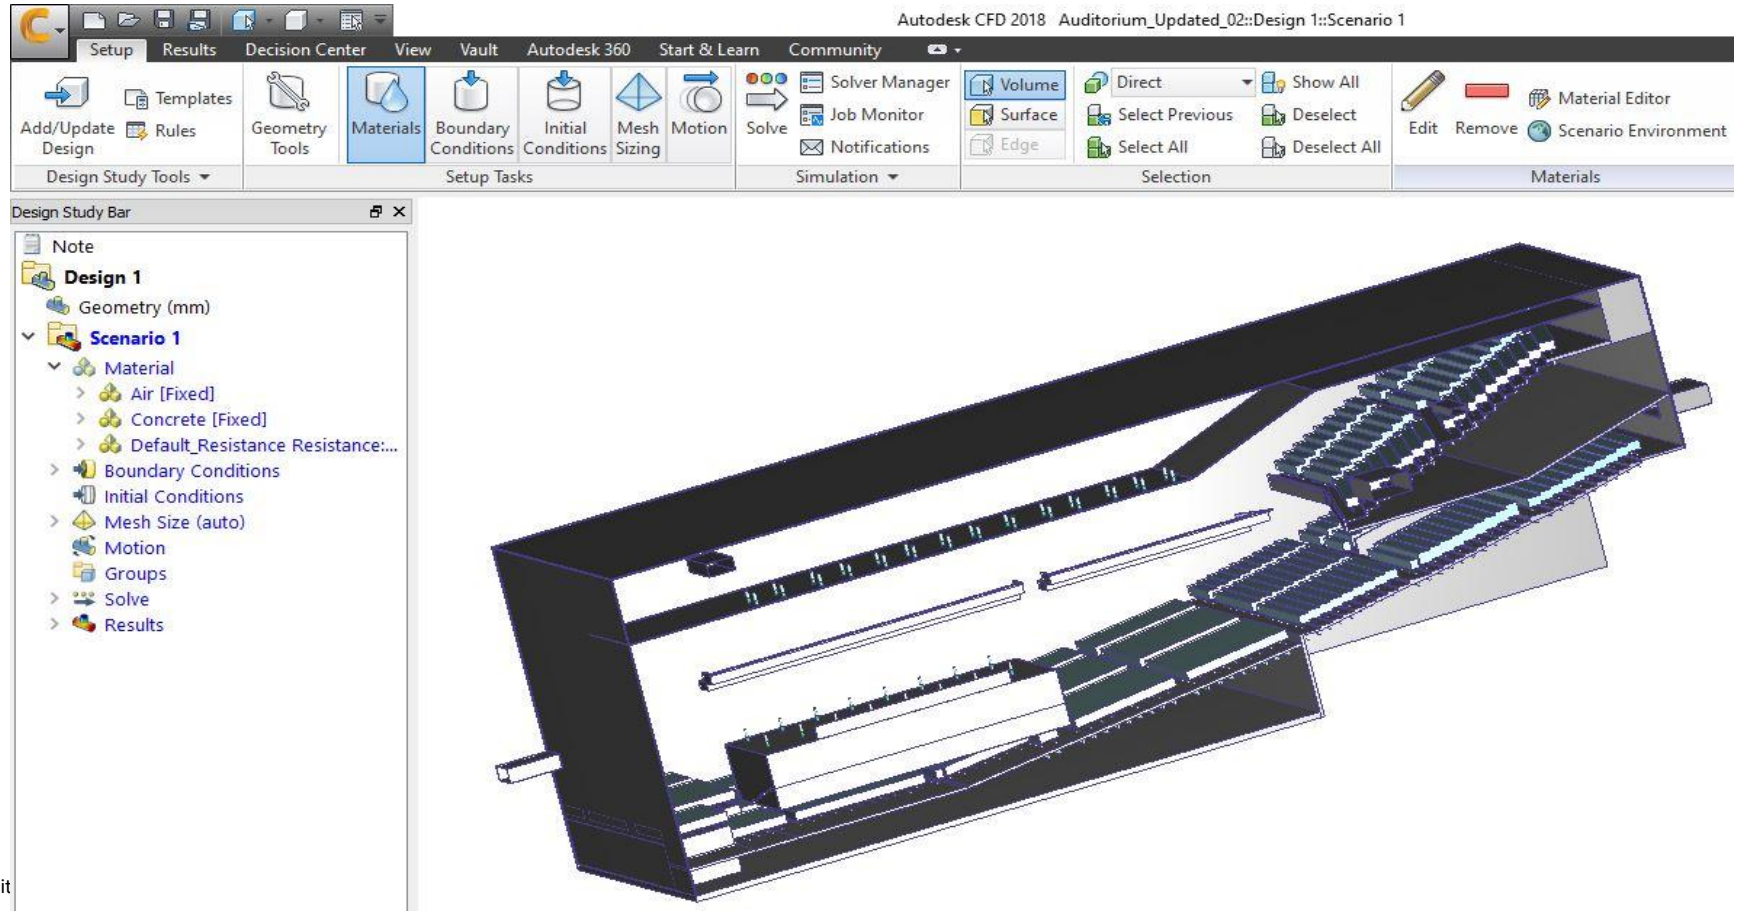 Autodesk CFD 2018 Auditorium_Updated_02::Design 1::Scenario 1
Setup Results Decision Center View Vault Autodesk 360 Start & Learn Community
Add/Update Design
Templates
Rules
Geometry Tools
Materials
Boundary Conditions
Initial Conditions
Mesh Sizing
Motion
Solve
Solver Manager
Job Monitor
Notifications
Volume
Surface
Edge
Direct
Select Previous
Select All
Show All
Deselect
Deselect All
Edit
Remove
Material Editor
Scenario Environment
Design Study Tools
Setup Tasks
Simulation
Selection
Materials
Design Study Bar
Note
Design 1
Geometry (mm)
Scenario 1
Material
Air [Fixed]
Concrete [Fixed]
Default_Resistance Resistance:...
Boundary Conditions
Initial Conditions
Mesh Size (auto)
Motion
Groups
Solve
Results
it